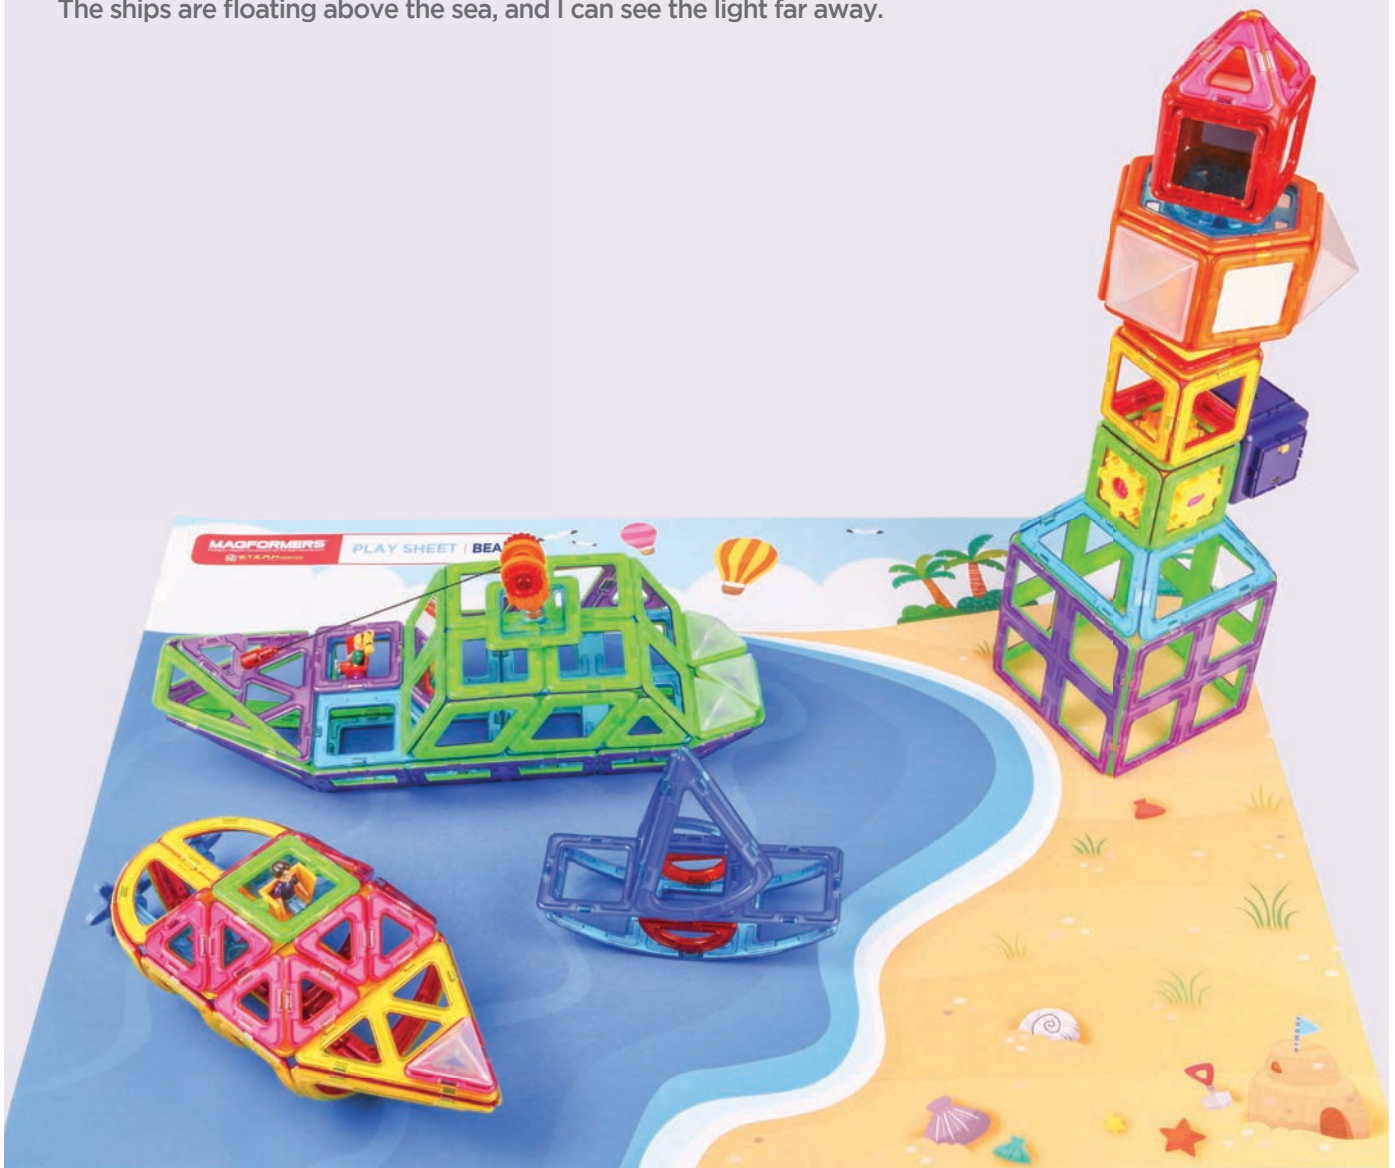 The ships are floating above the sea, and I can see the light far away.
MAGFORMERS
S.T.E.A.M
PLAY SHEET | BEA